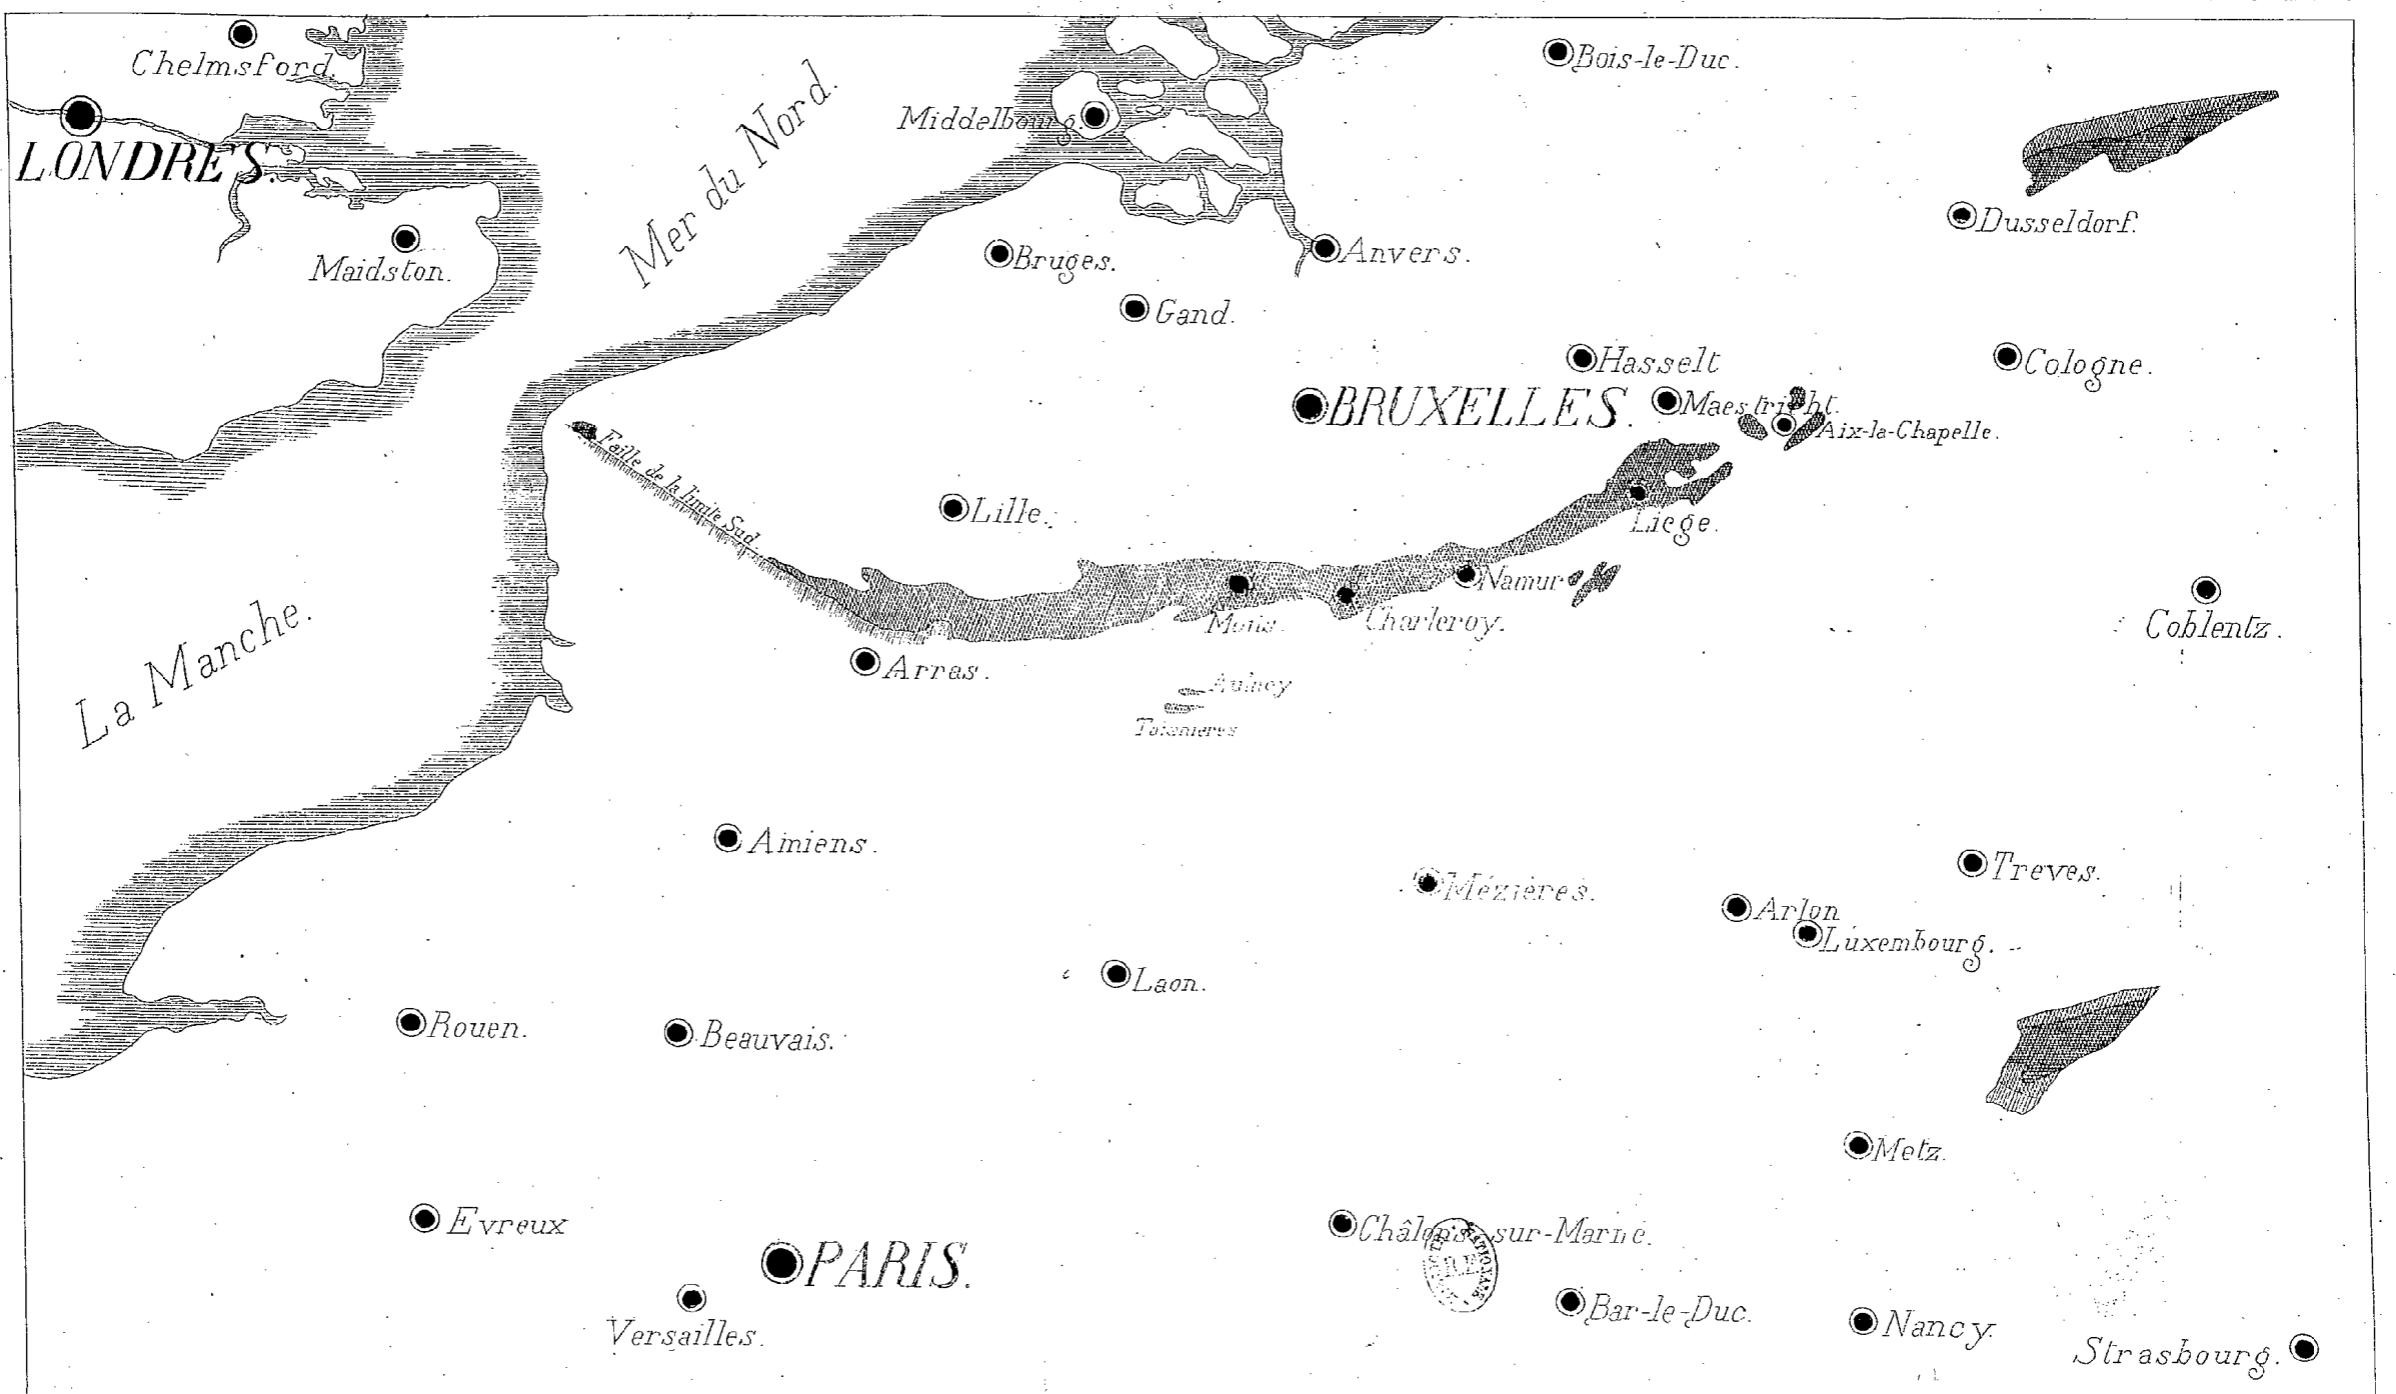 Chelmsford.
Bois-le-Duc.
LONDRES.
Middelbourg.
Mer du Nord.
Dusseldorf.
Maidston.
Bruges.
Anvers.
Gand.
Hasselt
Cologne.
BRUXELLES.
Maestricht.
Aix-la-Chapelle.
Faille de la limite Sud.
Lille.
Liege.
Namur
Mons.
Charleroy.
Coblentz.
La Manche.
Arras.
Aulnoy
Taisnieres
Amiens.
Mézières.
Treves.
Arlon
Luxembourg.
Laon.
Rouen.
Beauvais.
Metz.
Evreux
PARIS.
Châlons-sur-Marne.
R.F.
Versailles.
Bar-le-Duc.
Nancy.
Strasbourg.